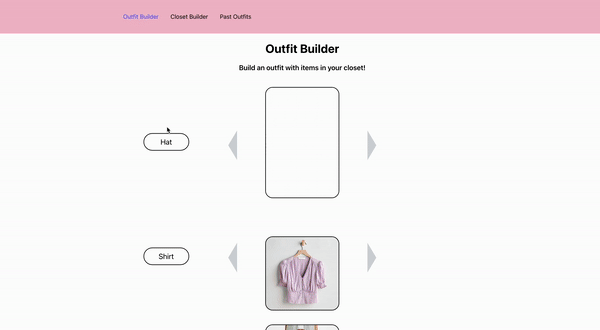 Outfit Builder Closet Builder Past Outfits
Outfit Builder
Build an outfit with items in your closet!
Hat
Shirt